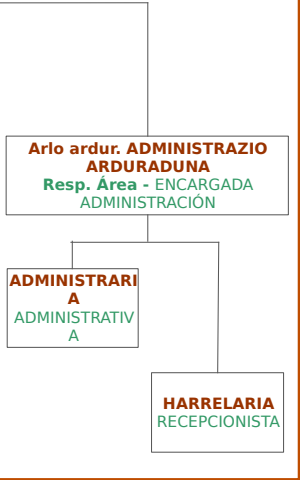 Arlo ardur. ADMINISTRAZIO
ARDURADUNA
Resp. Área - ENCARGADA
ADMINISTRACIÓN
ADMINISTRARI
A
ADMINISTRATIV
A
HARRELARIA
RECEPCIONISTA